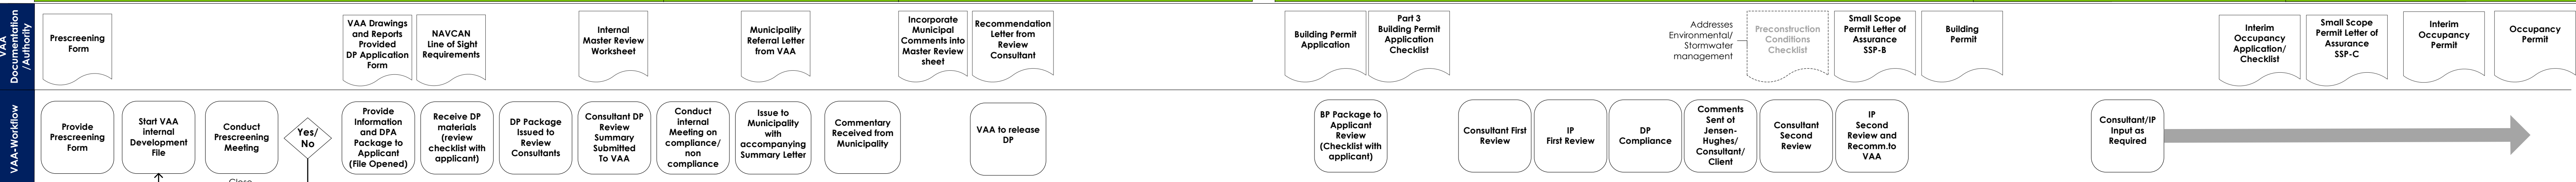 VAA
Documentation
/Authority
Prescreening
Form
VAA Drawings
and Reports
Provided
DP Application
Form
NAVCAN
Line of Sight
Requirements
Internal
Master Review
Worksheet
Municipality
Referral Letter
from VAA
Incorporate
Municipal
Comments into
Master Review
sheet
Recommendation
Letter from
Review
Consultant
Building Permit
Application
Part 3
Building Permit
Application
Checklist
Addresses
Environmental/
Stormwater
management
Preconstruction
Conditions
Checklist
Small Scope
Permit Letter of
Assurance
SSP-B
Building
Permit
Interim
Occupancy
Application/
Checklist
Small Scope
Permit Letter of
Assurance
SSP-C
Interim
Occupancy
Permit
Occupancy
Permit
VAA-Workflow
Provide
Prescreening
Form
Start VAA
internal
Development
File
Conduct
Prescreening
Meeting
Yes/
No
Provide
Information
and DPA
Package to
Applicant
(File Opened)
Receive DP
materials
(review
checklist with
applicant)
DP Package
Issued to
Review
Consultants
Consultant DP
Review
Summary
Submitted
To VAA
Conduct
internal
Meeting on
compliance/
non
compliance
Issue to
Municipality
with
accompanying
Summary Letter
Commentary
Received from
Municipality
VAA to release
DP
BP Package to
Applicant
Review
(Checklist with
applicant)
Consultant First
Review
IP
First Review
DP
Compliance
Comments
Sent ot
Jensen-
Hughes/
Consultant/
Client
Consultant
Second
Review
IP
Second
Review and
Recomm.to
VAA
Consultant/IP
Input as
Required
Close